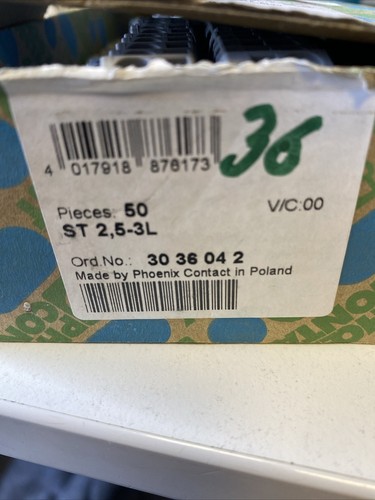 36
4 017918 876173
Pieces: 50
V/C:00
ST 2,5-3L
Ord.No.: 30 36 04 2
Made by Phoenix Contact in Poland